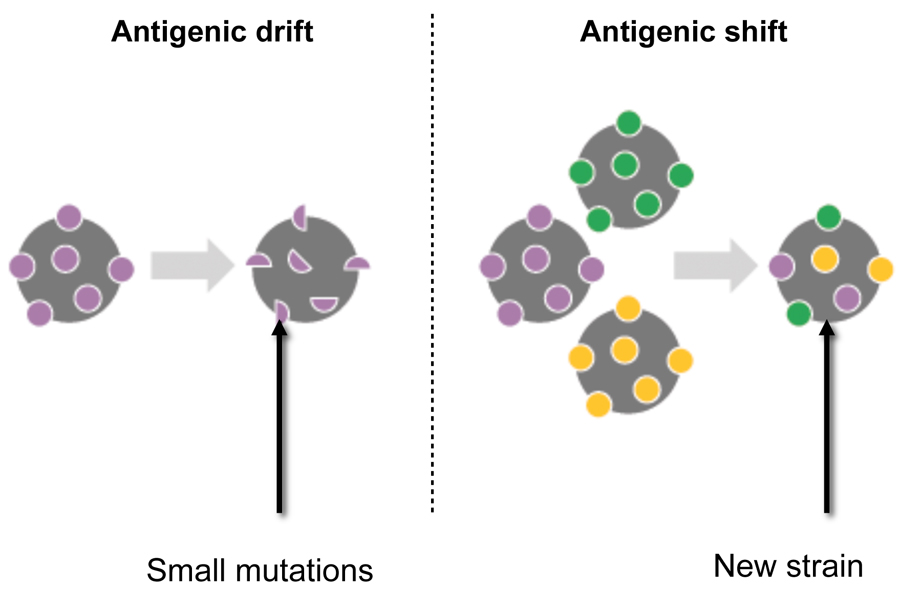 Antigenic drift
Antigenic shift
Small mutations
New strain